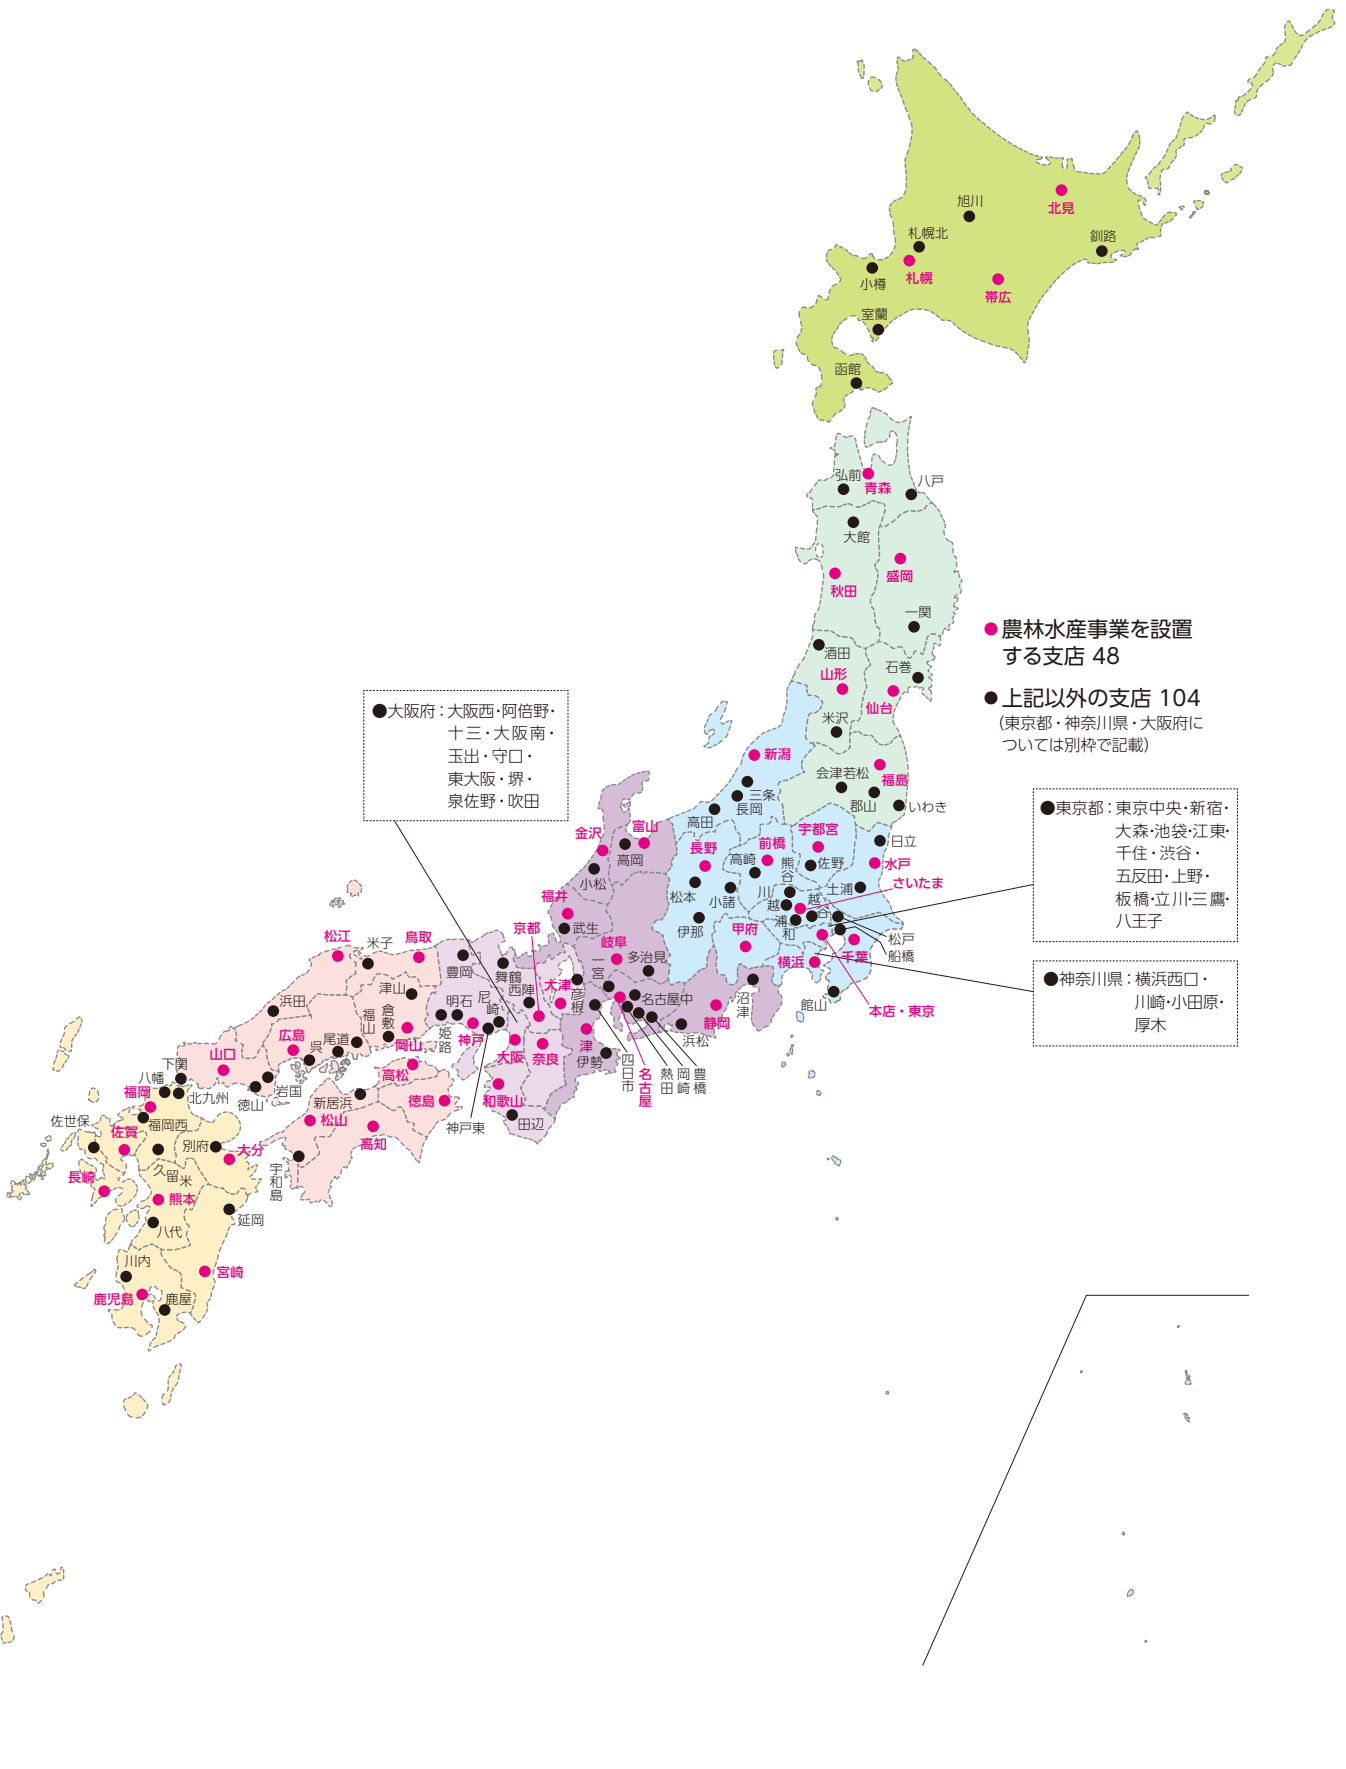 旭川
北見
札幌北
釧路
札幌
小樽
帯広
室蘭
函館
弘前
青森
八戸
大館
盛岡
秋田
一関
酒田
石巻
山形
仙台
米沢
●農林水産事業を設置
する支店 48
●上記以外の支店 104
(東京都・神奈川県・大阪府に
ついては別枠で記載)
●大阪府：大阪西・阿倍野・
十三・大阪南・
玉出・守口・
東大阪・堺・
泉佐野・吹田
新潟
会津若松
福島
三条
長岡
郡山
いわき
高田
●東京都：東京中央・新宿・
大森・池袋・江東・
千住・渋谷・
五反田・上野・
板橋・立川・三鷹・
八王子
●神奈川県：横浜西口・
川崎・小田原・
厚木
金沢
富山
高岡
小松
宇都宮
長野
前橋
高崎
熊谷
佐野
日立
水戸
さいたま
松本
小諸
川越
越谷
土浦
浦和
伊那
甲府
松戸
船橋
千葉
横浜
館山
本店・東京
福井
武生
京都
岐阜
多治見
一宮
名古屋中
沼津
静岡
浜松
松江
米子
鳥取
豊岡
舞鶴
西陣
大津
彦根
津山
明石
尼崎
浜田
福山
倉敷
広島
呉
尾道
岡山
姫路
神戸
大阪
奈良
津
伊勢
四日市
名古屋
熱田
岡崎
豊橋
山口
下関
八幡
福岡
北九州
徳山
岩国
新居浜
高松
徳島
和歌山
神戸東
田辺
佐世保
佐賀
福岡西
別府
大分
松山
高知
宇和島
長崎
久留米
熊本
八代
延岡
川内
宮崎
鹿児島
鹿屋